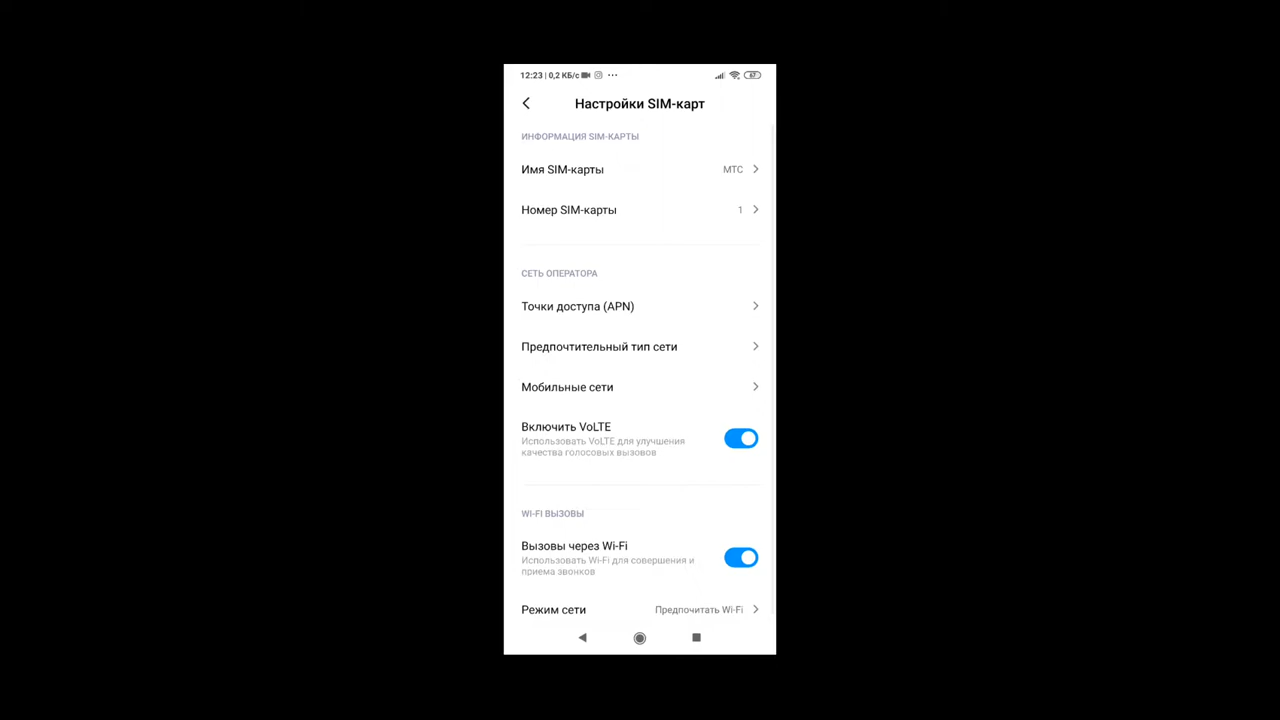 12:23 | 0,2 КБ/с ...
67
Настройки SIM-карт
ИНФОРМАЦИЯ SIM-КАРТЫ
Имя SIM-карты МТС
Номер SIM-карты 1
СЕТЬ ОПЕРАТОРА
Точки доступа (APN)
Предпочтительный тип сети
Мобильные сети
Включить VoLTE
Использовать VoLTE для улучшения
качества голосовых вызовов
WI-FI ВЫЗОВЫ
Вызовы через Wi-Fi
Использовать Wi-Fi для совершения и
приема звонков
Режим сети Предпочитать Wi-Fi